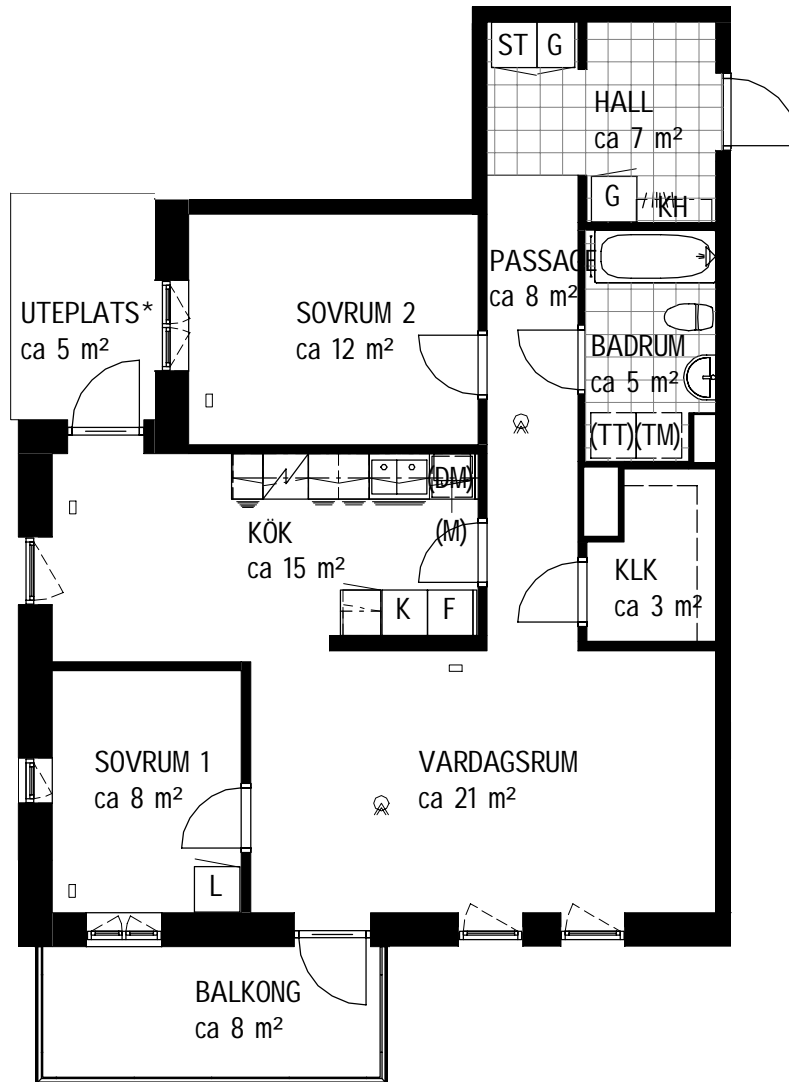 ST G
HALL
ca 7 m²
G
KH
PASSAGE
ca 8 m²
UTEPLATS*
ca 5 m²
SOVRUM 2
ca 12 m²
BADRUM
ca 5 m²
(TT) (TM)
(DM)
(M)
KÖK
ca 15 m²
K F
KLK
ca 3 m²
SOVRUM 1
ca 8 m²
L
VARDAGSRUM
ca 21 m²
BALKONG
ca 8 m²